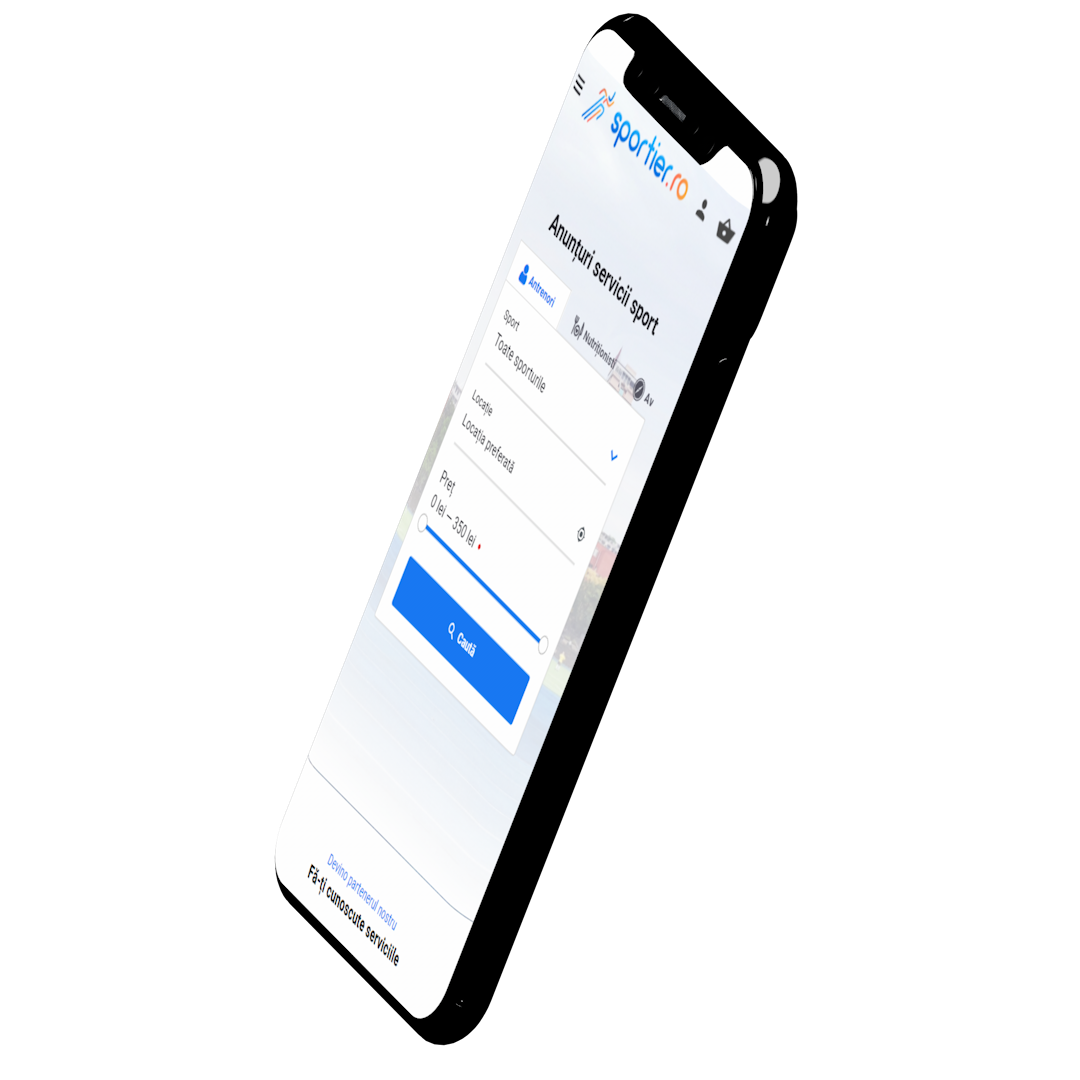 sportier.ro
Anunțuri servicii sport
Antrenori
Nutriționisti
Av
Sport
Toate sporturile
Locație
Locația preferată
Preț
0 lei – 350 lei
Caută
Devino partenerul nostru
Fă-ți cunoscute serviciile